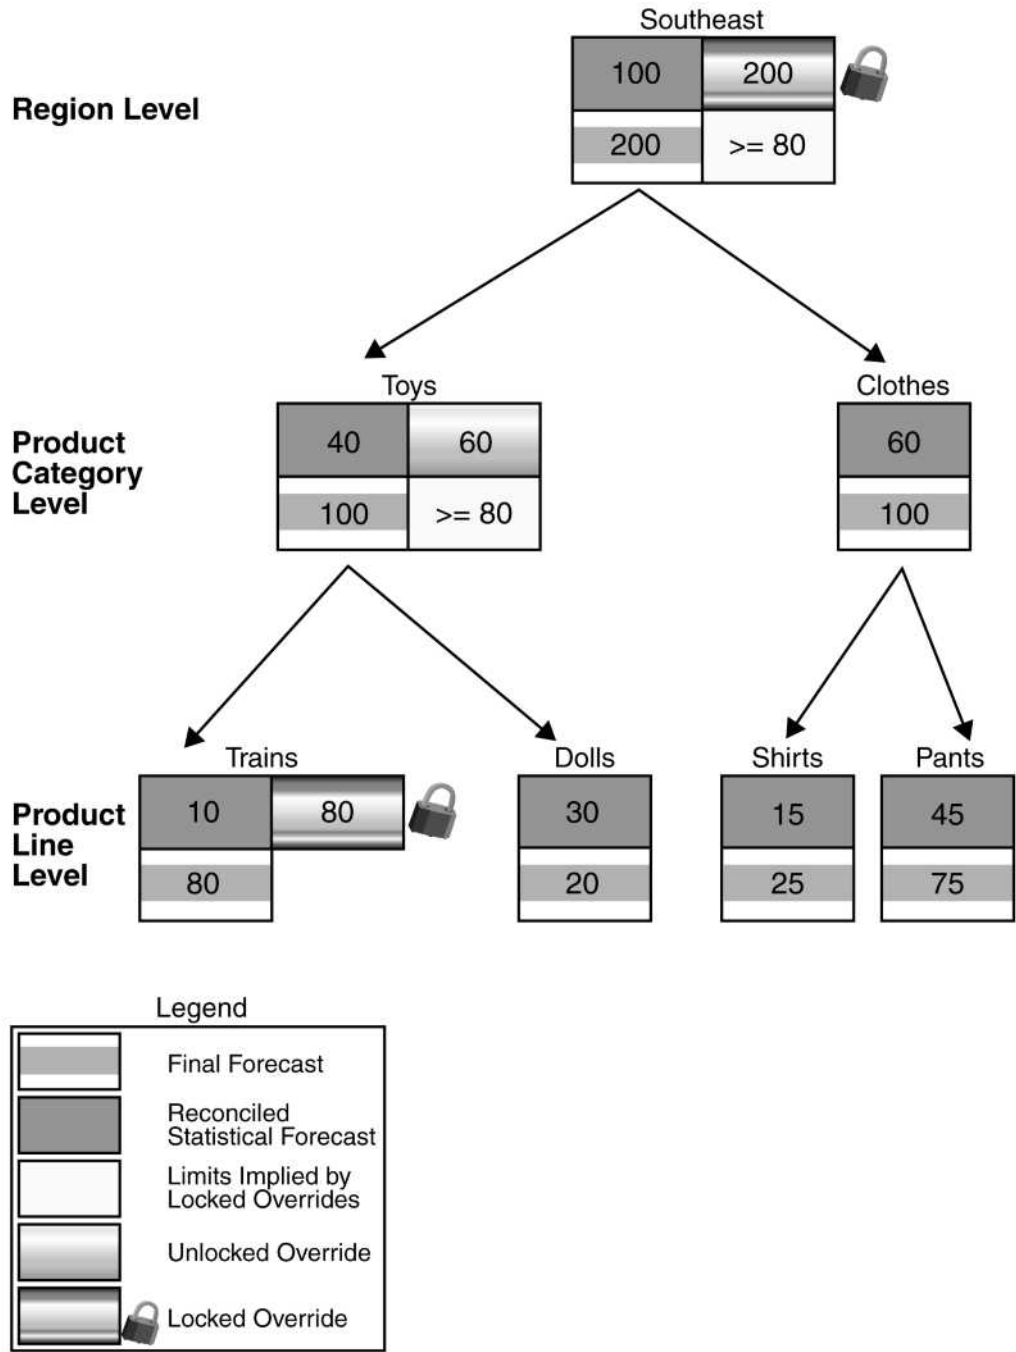 Southeast
100 200
Region Level
200 >= 80
Toys Clothes
Product
Category
Level
40 60 60
100 >= 80 100
Trains Dolls Shirts Pants
Product
Line
Level
10 80 30 15 45
80 20 25 75
Legend
Final Forecast
Reconciled
Statistical Forecast
Limits Implied by
Locked Overrides
Unlocked Override
Locked Override